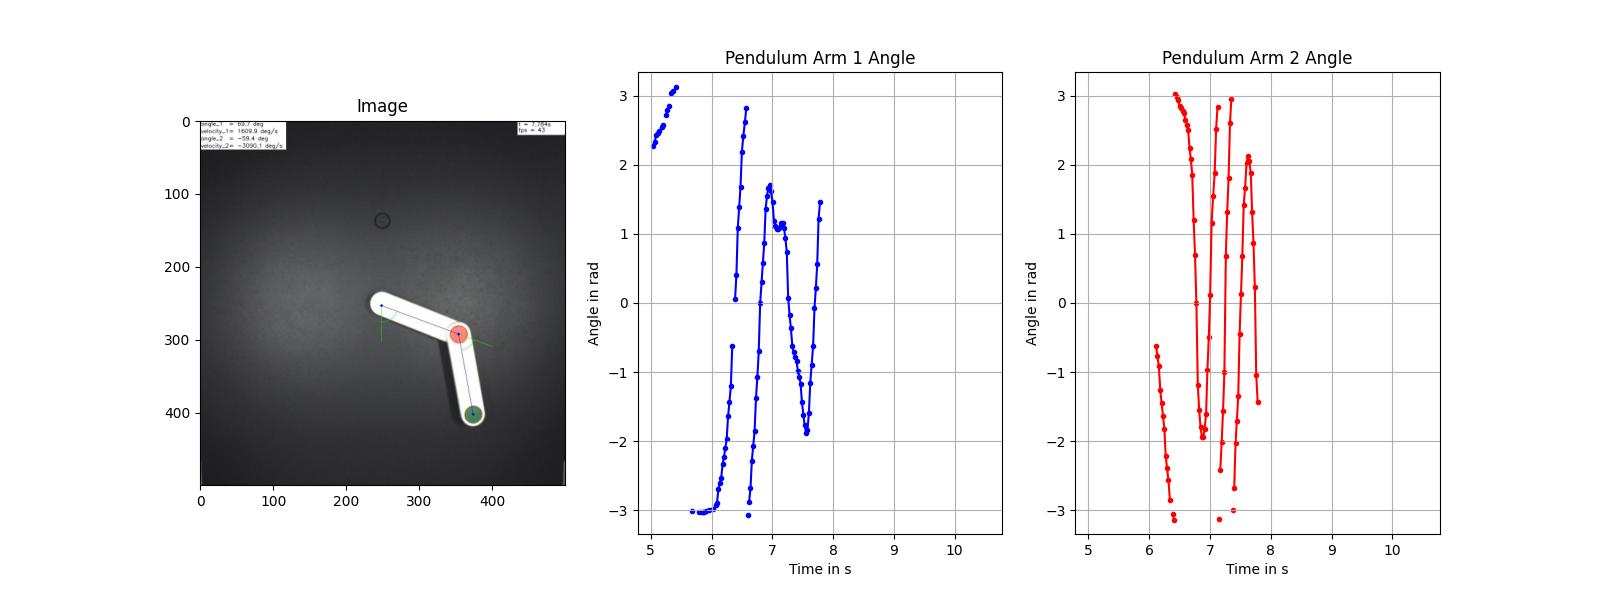 Image
angle_1 = 69.7 deg
velocity_1= 1609.9 deg/s
angle_2 = -59.4 deg
velocity_2= -3090.1 deg/s
t = 7.784s
fps = 43
0
100
200
300
400
0 100 200 300 400
Pendulum Arm 1 Angle
Angle in rad
3
2
1
0
−1
−2
−3
5 6 7 8 9 10
Time in s
Pendulum Arm 2 Angle
Angle in rad
3
2
1
0
−1
−2
−3
5 6 7 8 9 10
Time in s